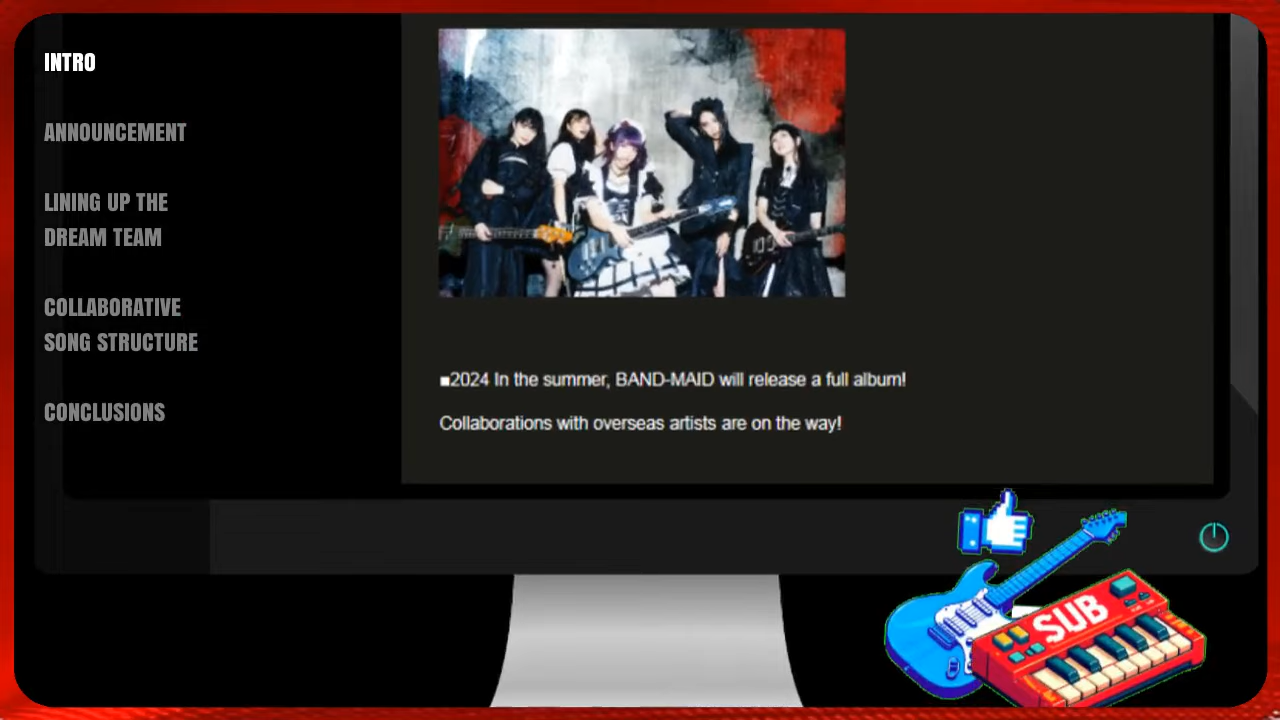 INTRO
ANNOUNCEMENT
LINING UP THE
DREAM TEAM
COLLABORATIVE
SONG STRUCTURE
CONCLUSIONS
■2024 In the summer, BAND-MAID will release a full album!
Collaborations with overseas artists are on the way!
SUB